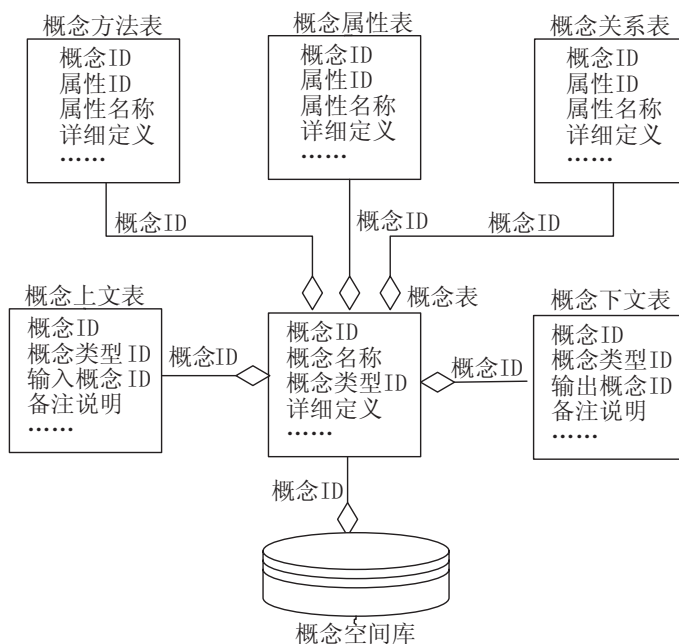 概念方法表
概念ID
属性ID
属性名称
详细定义
……
概念属性表
概念ID
属性ID
属性名称
详细定义
……
概念关系表
概念ID
属性ID
属性名称
详细定义
……
概念ID
概念ID
概念ID
概念上文表
概念ID
概念类型ID
输入概念ID
备注说明
……
概念ID
概念表
概念ID
概念名称
概念类型ID
详细定义
……
概念ID
概念下文表
概念ID
概念类型ID
输出概念ID
备注说明
……
概念ID
概念空间库